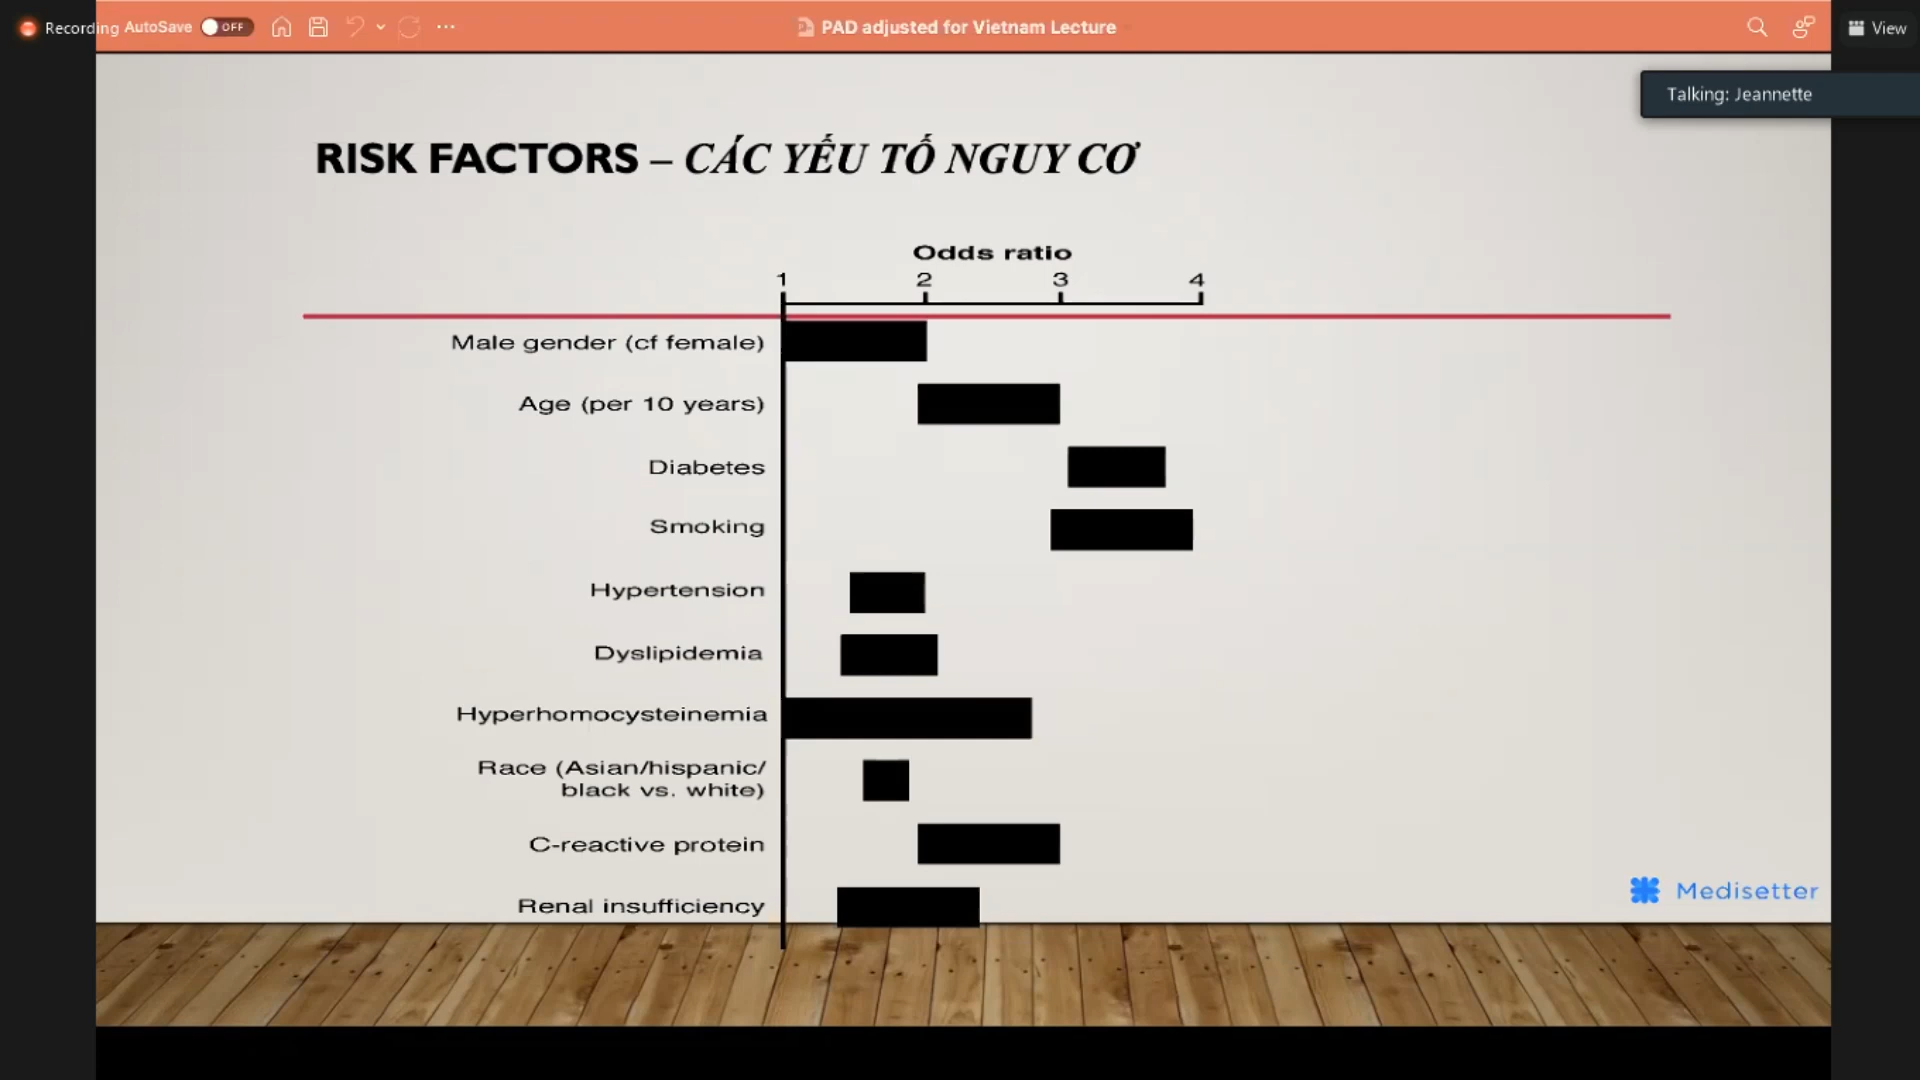 Recording AutoSave OFF PAD adjusted for Vietnam Lecture View
Talking: Jeannette
RISK FACTORS – CÁC YẾU TỐ NGUY CƠ
Odds ratio
1 2 3 4
Male gender (cf female)
Age (per 10 years)
Diabetes
Smoking
Hypertension
Dyslipidemia
Hyperhomocysteinemia
Race (Asian/hispanic/
black vs. white)
C-reactive protein
Renal insufficiency
Medisetter